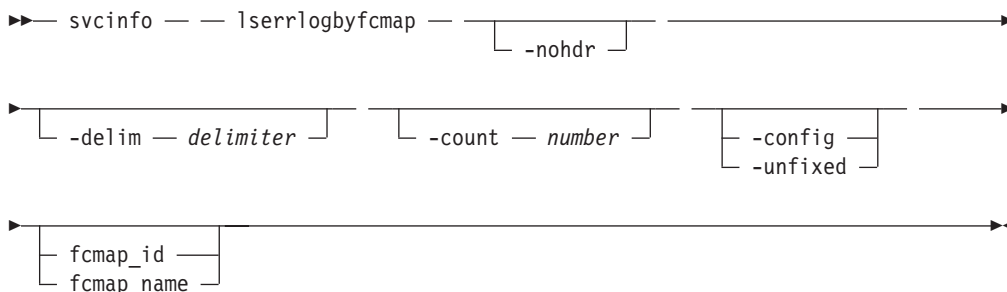 svcinfo lserrlogbyfcmap -nohdr
-delim delimiter -count number -config
-unfixed
fcmap_id
fcmap_name